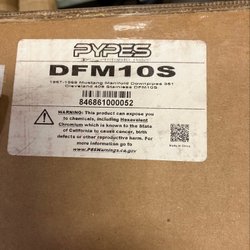 PYPES
DFM10S
1967-1969 Mustang Manifold Downpipes 351
Cleveland 409 Stainless DFM10S
846861000052
WARNING: This product can expose you
to chemicals, including Hexavalent
Chromium which is known to the State
of California to cause cancer, birth
defects or other reproductive harm. For
more information go to
www.P65Warnings.ca.gov